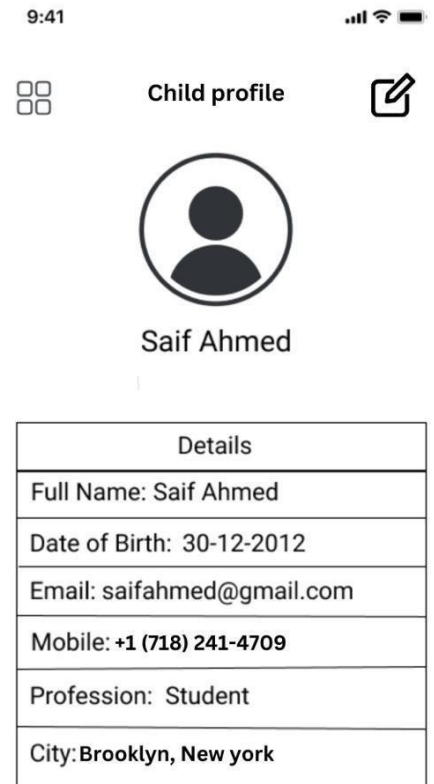 9:41
Child profile
Saif Ahmed
Details
Full Name: Saif Ahmed
Date of Birth: 30-12-2012
Email: saifahmed@gmail.com
Mobile: +1 (718) 241-4709
Profession: Student
City: Brooklyn, New york